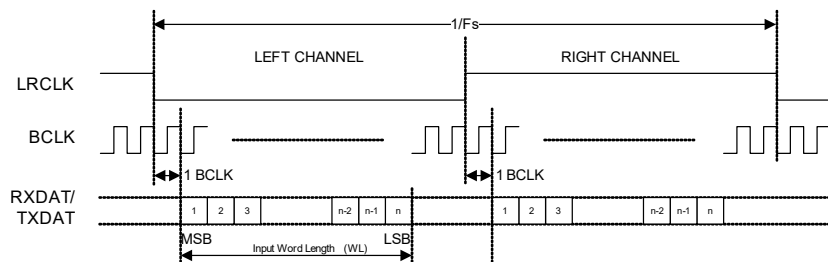 1/Fs
LEFT CHANNEL
RIGHT CHANNEL
LRCLK
BCLK
1 BCLK
1 BCLK
RXDAT/
TXDAT
1 2 3 n-2 n-1 n
1 2 3 n-2 n-1 n
MSB
LSB
Input Word Length (WL)